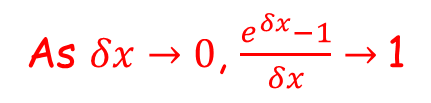 As δx → 0, (e^{δx} − 1)/δx → 1